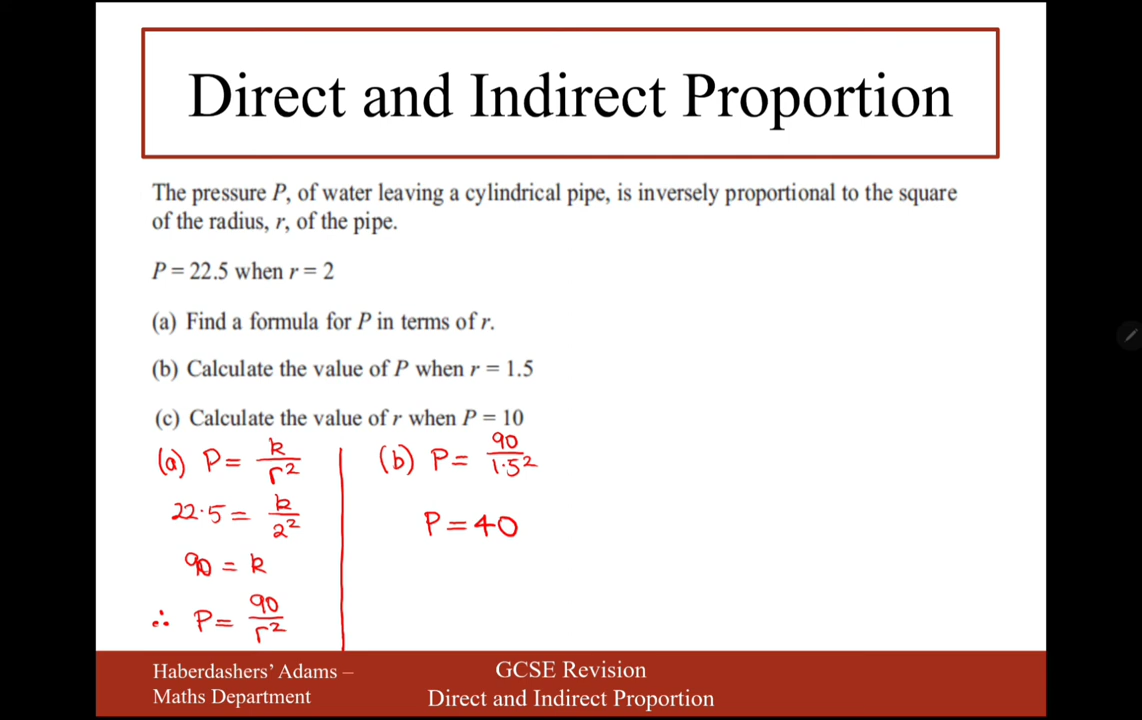 Direct and Indirect Proportion
The pressure P, of water leaving a cylindrical pipe, is inversely proportional to the square
of the radius, r, of the pipe.
P = 22.5 when r = 2
(a) Find a formula for P in terms of r.
(b) Calculate the value of P when r = 1.5
(c) Calculate the value of r when P = 10
(a) P = k/r²
22.5 = k/2²
90 = k
∴ P = 90/r²
(b) P = 90/1.5²
P = 40
Haberdashers' Adams –
Maths Department
GCSE Revision
Direct and Indirect Proportion